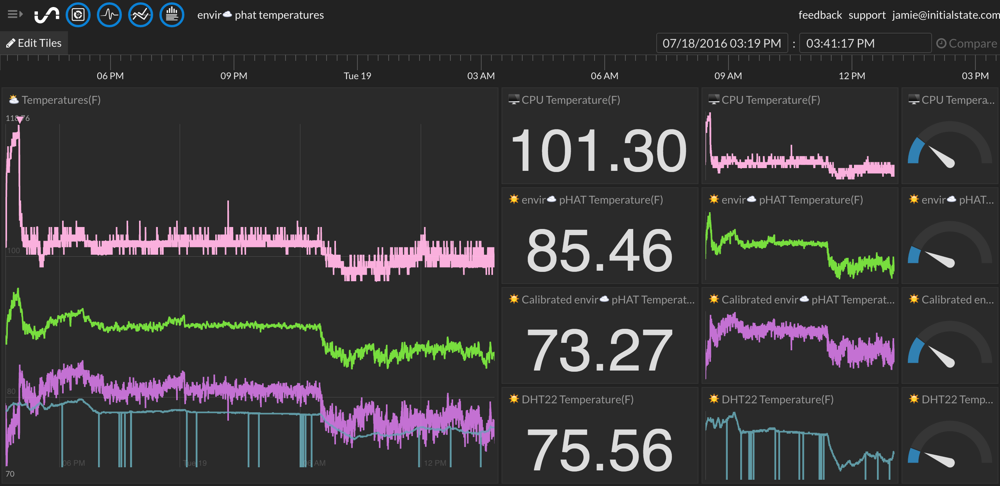 envir☁️ phat temperatures
feedback support jamie@initialstate.com
Edit Tiles
07/18/2016 03:19 PM : 03:41:17 PM Compare
06 PM 09 PM Tue 19 03 AM 06 AM 09 AM 12 PM 03 PM
Temperatures(F)
118.76
100
80
70
06 PM Tue 19 06 AM 12 PM
CPU Temperature(F)
101.30
CPU Temperature(F)
CPU Tempera...
envir☁️ pHAT Temperature(F)
85.46
envir☁️ pHAT Temperature(F)
envir☁️ pHAT...
Calibrated envir☁️ pHAT Temperat...
73.27
Calibrated envir☁️ pHAT Temperat...
Calibrated en...
DHT22 Temperature(F)
75.56
DHT22 Temperature(F)
DHT22 Temp...